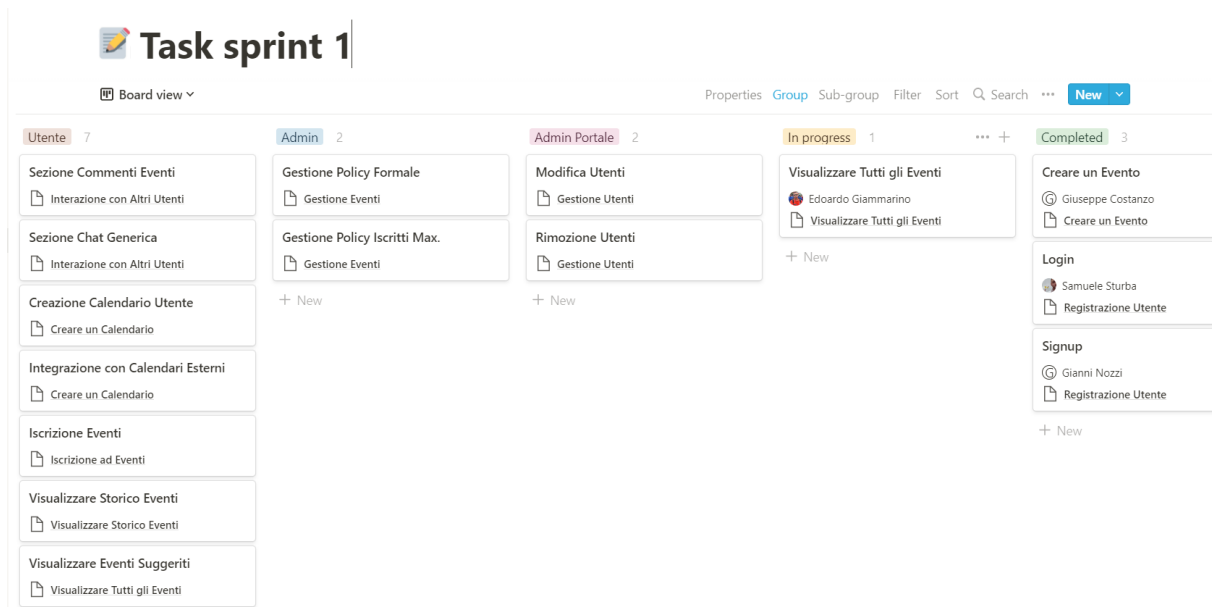 Task sprint 1
Board view
Properties Group Sub-group Filter Sort Search ••• New
Utente 7
Sezione Commenti Eventi
Interazione con Altri Utenti
Sezione Chat Generica
Interazione con Altri Utenti
Creazione Calendario Utente
Creare un Calendario
Integrazione con Calendari Esterni
Creare un Calendario
Iscrizione Eventi
Iscrizione ad Eventi
Visualizzare Storico Eventi
Visualizzare Storico Eventi
Visualizzare Eventi Suggeriti
Visualizzare Tutti gli Eventi
Admin 2
Gestione Policy Formale
Gestione Eventi
Gestione Policy Iscritti Max.
Gestione Eventi
+ New
Admin Portale 2
Modifica Utenti
Gestione Utenti
Rimozione Utenti
Gestione Utenti
+ New
In progress 1 ••• +
Visualizzare Tutti gli Eventi
Edoardo Giammarino
Visualizzare Tutti gli Eventi
+ New
Completed 3
Creare un Evento
G Giuseppe Costanzo
Creare un Evento
Login
Samuele Sturba
Registrazione Utente
Signup
G Gianni Nozzi
Registrazione Utente
+ New